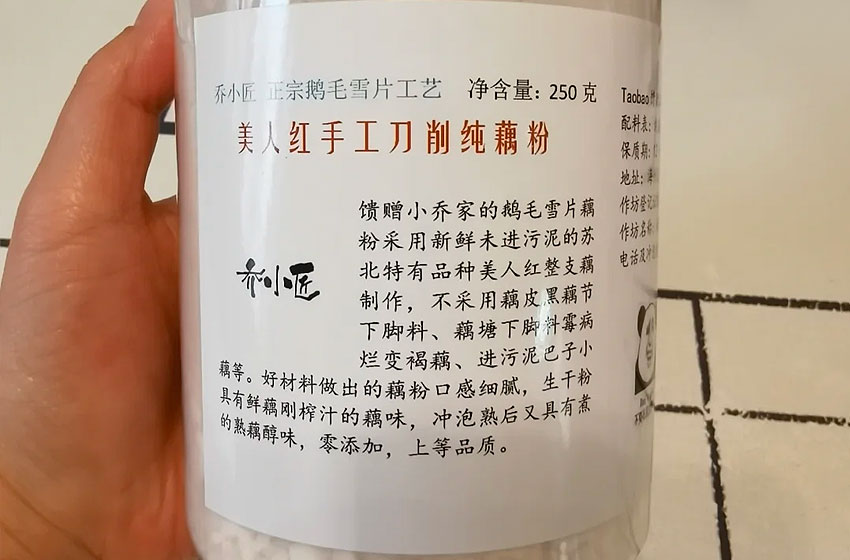 乔小匠 正宗鹅毛雪片工艺 净含量：250克
美人红手工刀削纯藕粉
乔小匠
馈赠小乔家的鹅毛雪片藕
粉采用新鲜未进污泥的苏
北特有品种美人红整支藕
制作，不采用藕皮黑藕节
下脚料、藕塘下脚料霉病
烂变褐藕、进污泥巴子小
藕等。好材料做出的藕粉口感细腻，生干粉
具有鲜藕刚榨汁的藕味，冲泡熟后又具有煮
的熟藕醇味，零添加，上等品质。
Taobao
配料表：
保质期：
地址：
作坊登记
作坊名称
电话及